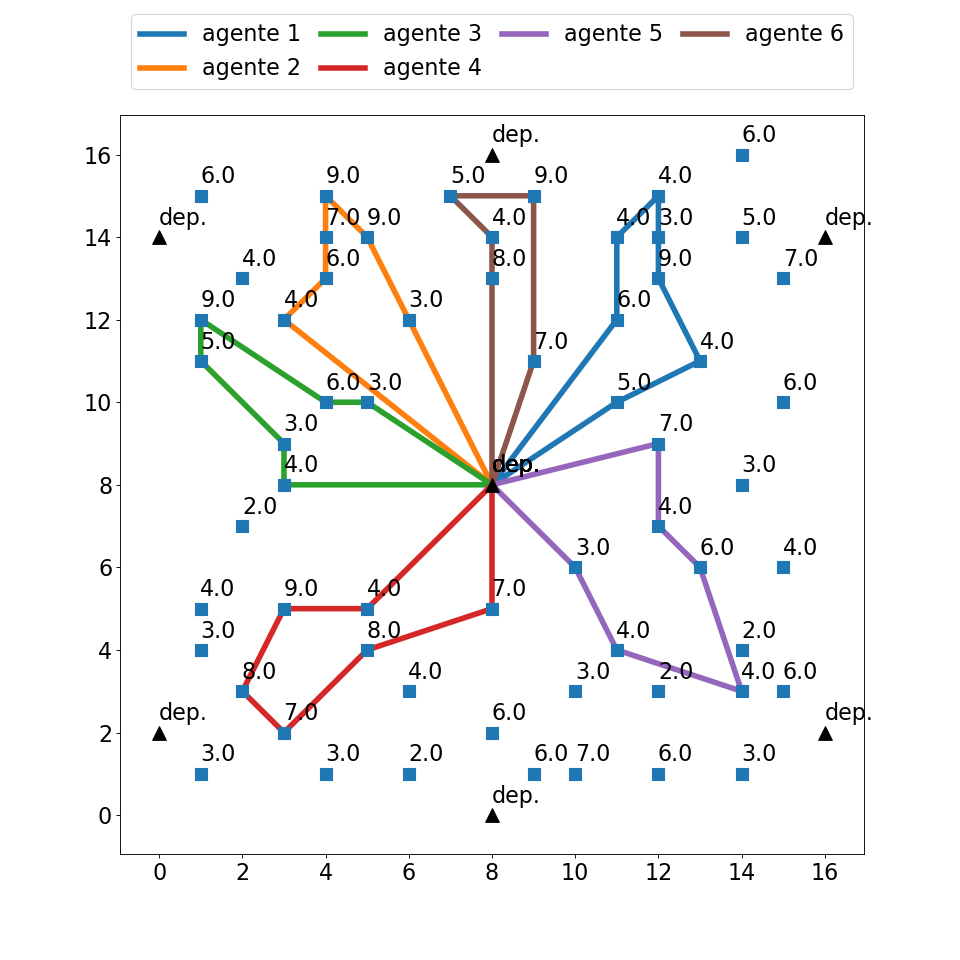 agente 1 agente 3 agente 5 agente 6
agente 2 agente 4
dep. 6.0
16
6.0 9.0 5.0 9.0 4.0
dep. 7.0 9.0 4.0 4.0 3.0 5.0 dep.
14
4.0 6.0 8.0 9.0 7.0
9.0 4.0 3.0 6.0
12
5.0 7.0 4.0
6.0 3.0 5.0 6.0
10
3.0 7.0
4.0 dep. 3.0
8
2.0 4.0
3.0 6.0 4.0
6
4.0 9.0 4.0 7.0
3.0 8.0 4.0 2.0
4
8.0 4.0 3.0 2.0 4.0 6.0
dep. 7.0 6.0 dep.
2
3.0 3.0 2.0 6.0 7.0 6.0 3.0
dep.
0
0 2 4 6 8 10 12 14 16